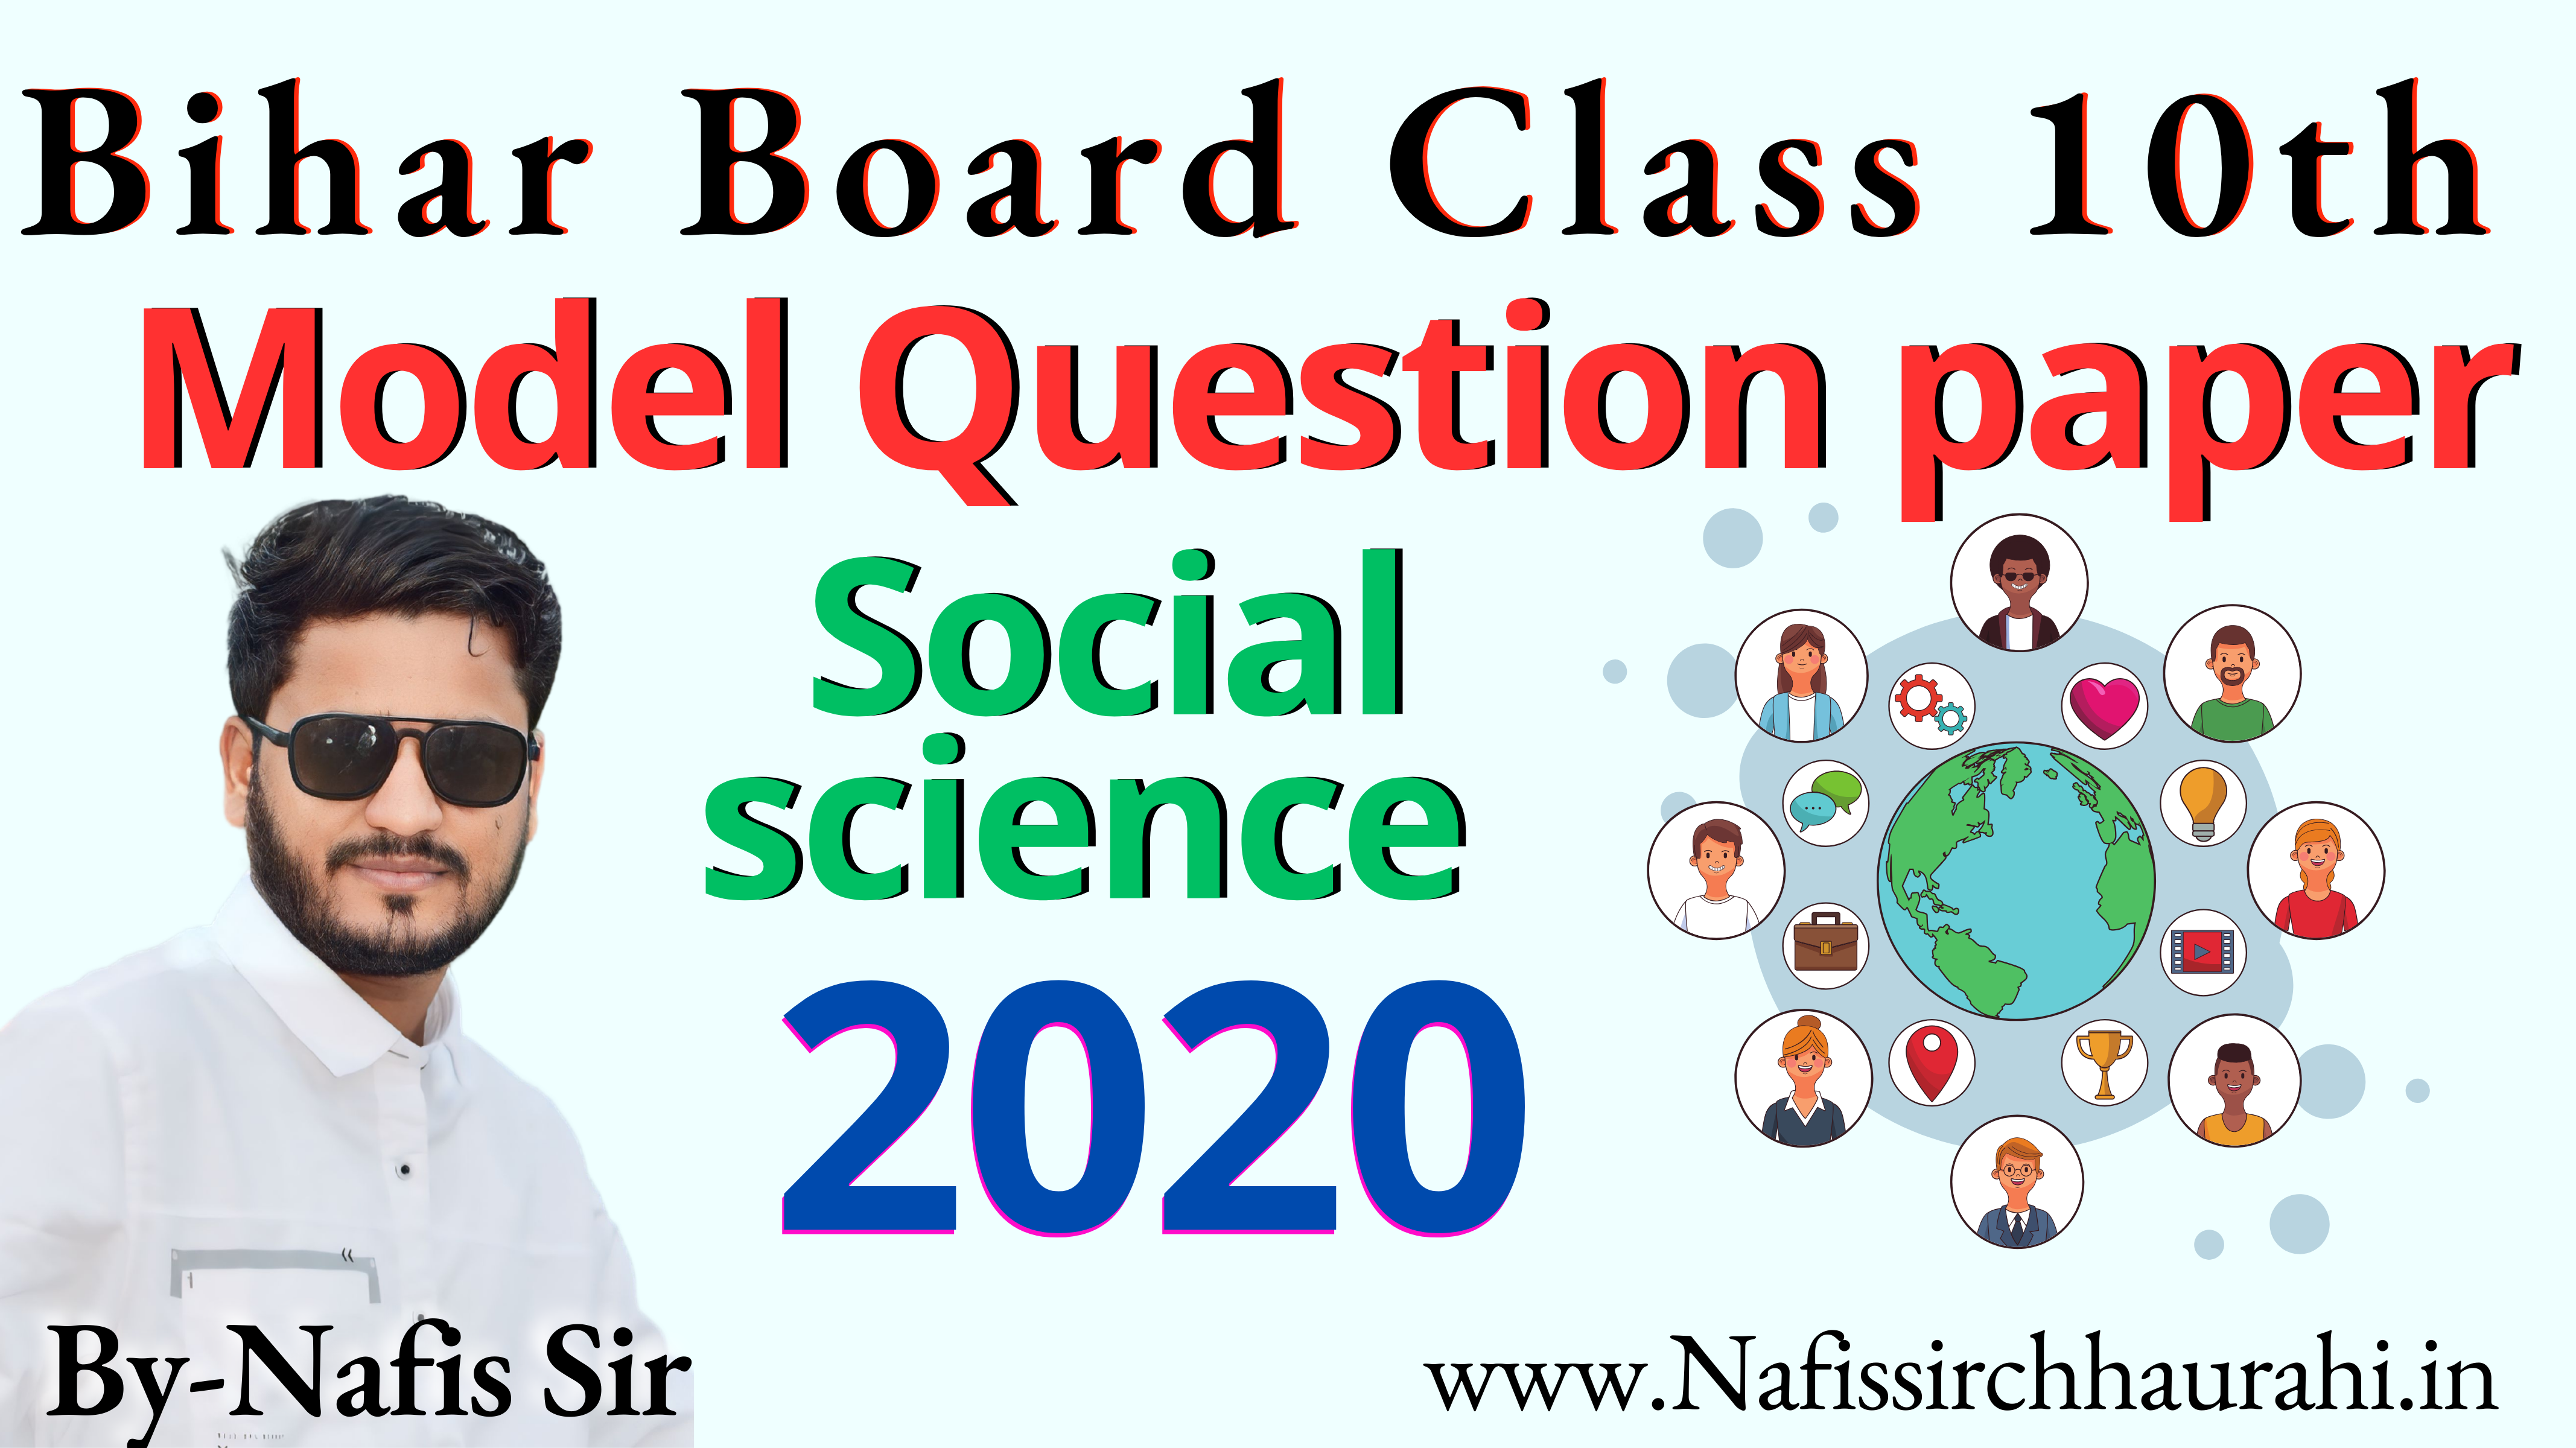 Bihar Board Class 10th
Model Question paper
Social
science
2020
By-Nafis Sir
www.Nafissirchhaurahi.in